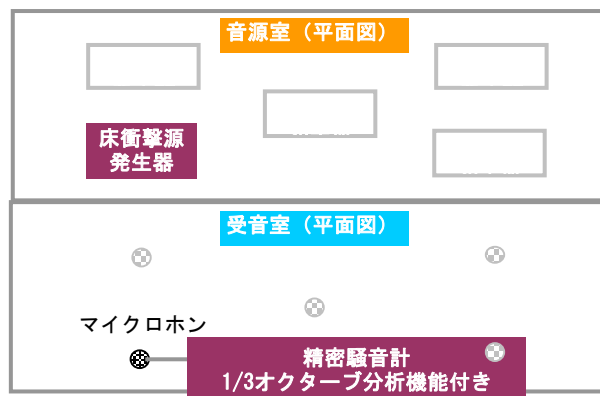 音源室（平面図）
床衝撃源
発生器
受音室（平面図）
マイクロホン
精密騒音計
1/3オクターブ分析機能付き